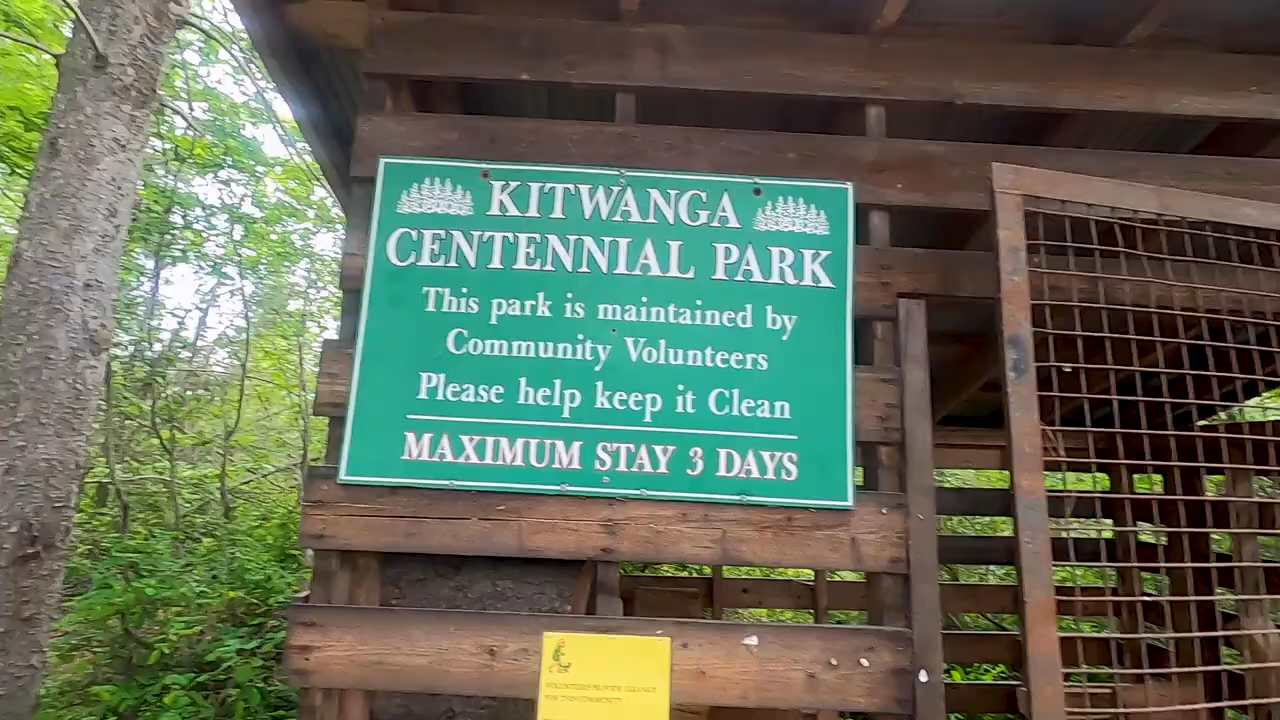 KITWANGA
CENTENNIAL PARK
This park is maintained by
Community Volunteers
Please help keep it Clean
MAXIMUM STAY 3 DAYS